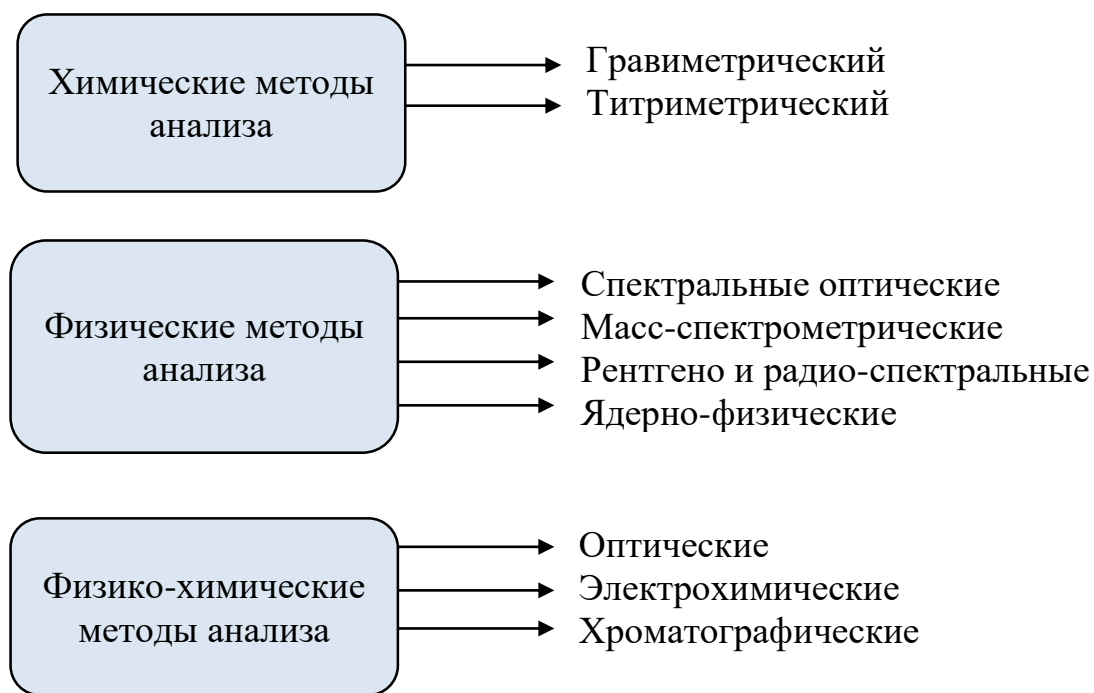 Химические методы
анализа
Гравиметрический
Титриметрический
Физические методы
анализа
Спектральные оптические
Масс-спектрометрические
Рентгено и радио-спектральные
Ядерно-физические
Физико-химические
методы анализа
Оптические
Электрохимические
Хроматографические